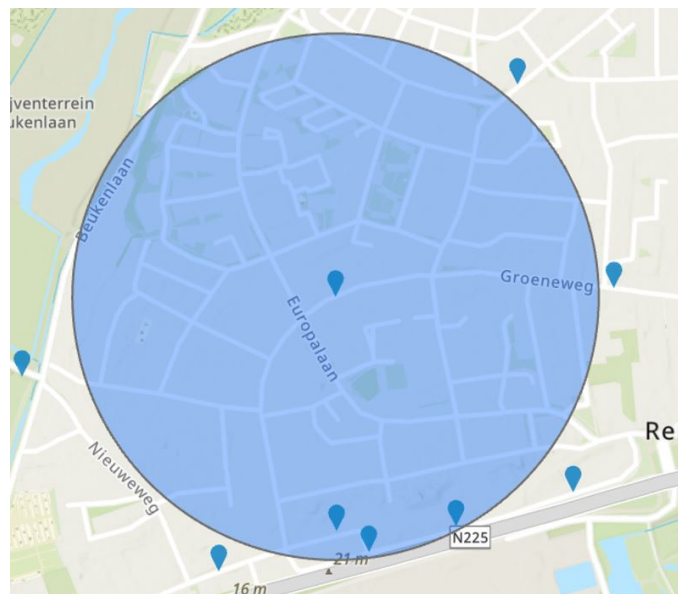 jventerrein
ukenlaan
Beukenlaan
Groeneweg
Europalaan
Re
Nieuweweg
N225
21 m
16 m